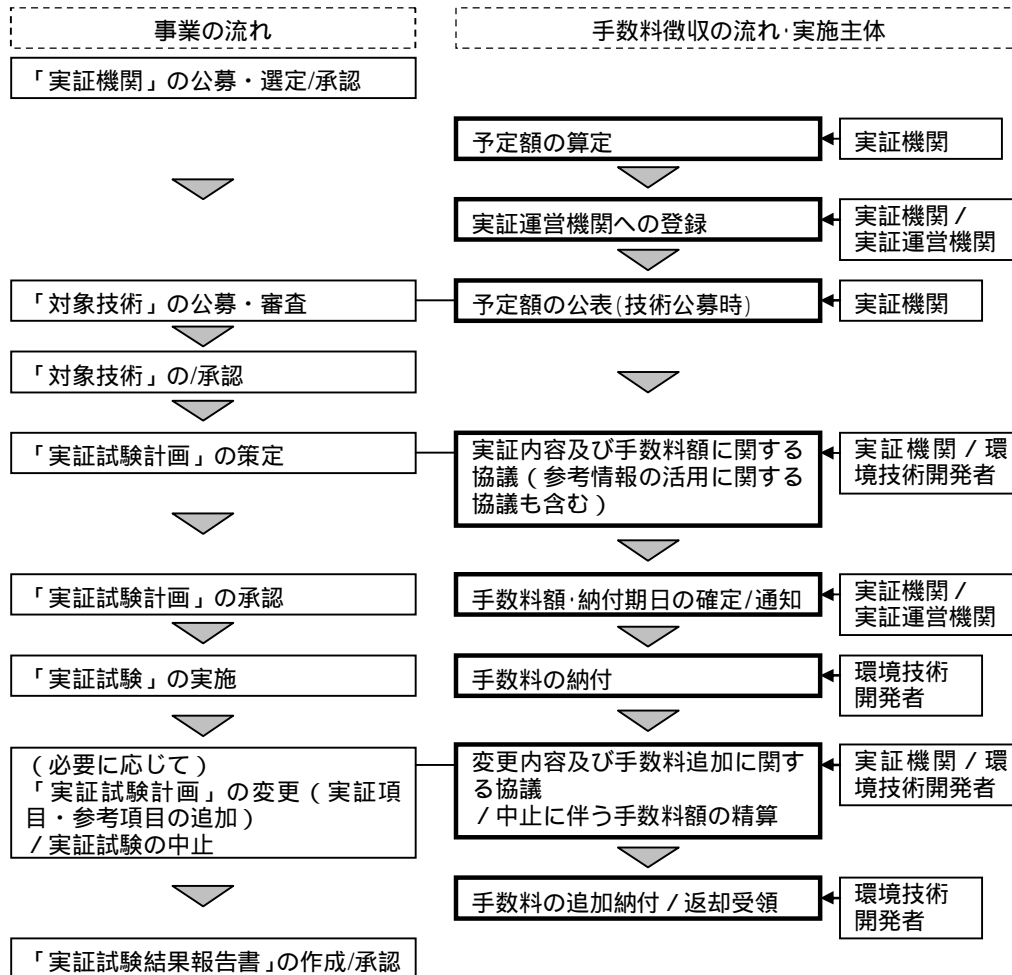 事業の流れ
手数料徴収の流れ･実施主体
「実証機関」の公募・選定/承認
予定額の算定
実証機関
実証運営機関への登録
実証機関 /
実証運営機関
「対象技術」の公募・審査
予定額の公表(技術公募時)
実証機関
「対象技術」の/承認
「実証試験計画」の策定
実証内容及び手数料額に関する
協議（参考情報の活用に関する
協議も含む）
実証機関 / 環
境技術開発者
「実証試験計画」の承認
手数料額･納付期日の確定/通知
実証機関 /
実証運営機関
「実証試験」の実施
手数料の納付
環境技術
開発者
（必要に応じて）
「実証試験計画」の変更（実証項
目・参考項目の追加）
/ 実証試験の中止
変更内容及び手数料追加に関す
る協議
/ 中止に伴う手数料額の精算
実証機関 / 環
境技術開発者
手数料の追加納付 / 返却受領
環境技術
開発者
「実証試験結果報告書」の作成/承認